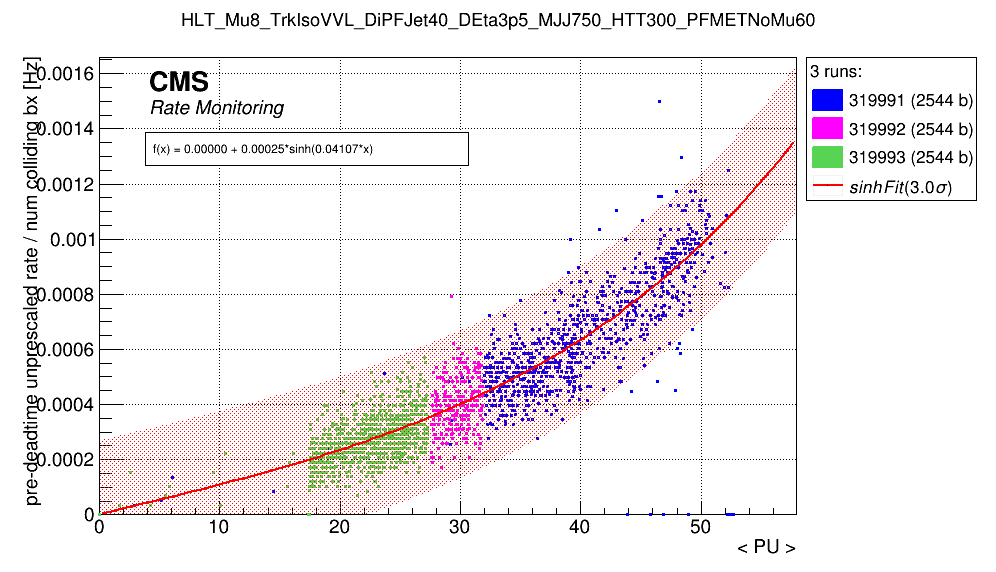 HLT_Mu8_TrkIsoVVL_DiPFJet40_DEta3p5_MJJ750_HTT300_PFMETNoMu60
pre-deadtime unprescaled rate / num colliding bx [Hz]
0.0016
0.0014
0.0012
0.001
0.0008
0.0006
0.0004
0.0002
0
CMS
Rate Monitoring
f(x) = 0.00000 + 0.00025*sinh(0.04107*x)
0 10 20 30 40 50
< PU >
3 runs:
319991 (2544 b)
319992 (2544 b)
319993 (2544 b)
sinhFit(3.0σ)